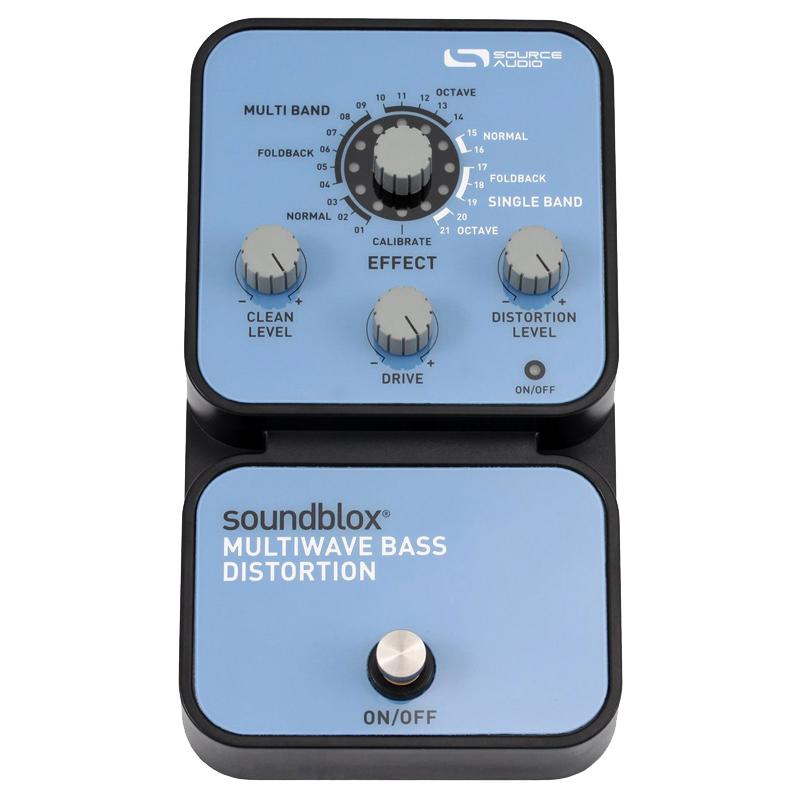 SOURCE
AUDIO
MULTI BAND
OCTAVE
09 10 11 12 13 14
08
07
06
05
04
FOLDBACK
03
02
01
NORMAL
15 NORMAL
16
17
18 FOLDBACK
19 SINGLE BAND
20
21 OCTAVE
CALIBRATE
EFFECT
- +
CLEAN
LEVEL
- +
DISTORTION
LEVEL
- +
DRIVE
ON/OFF
soundblox®
MULTIWAVE BASS
DISTORTION
ON/OFF